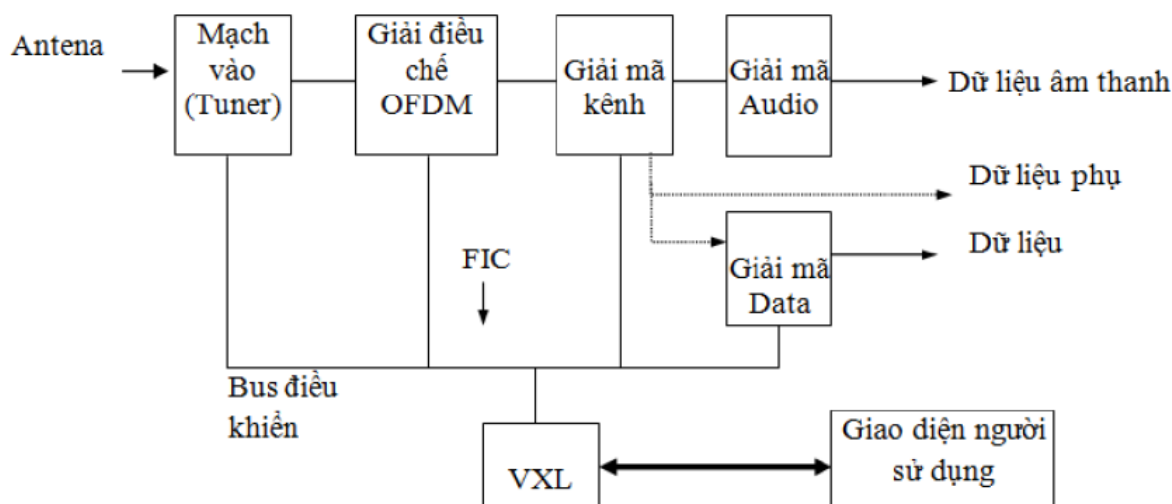 Antena
Mạch
vào
(Tuner)
Giải điều
chế
OFDM
Giải mã
kênh
Giải mã
Audio
Dữ liệu âm thanh
Dữ liệu phụ
Dữ liệu
Giải mã
Data
FIC
Bus điều
khiển
VXL
Giao diện người
sử dụng